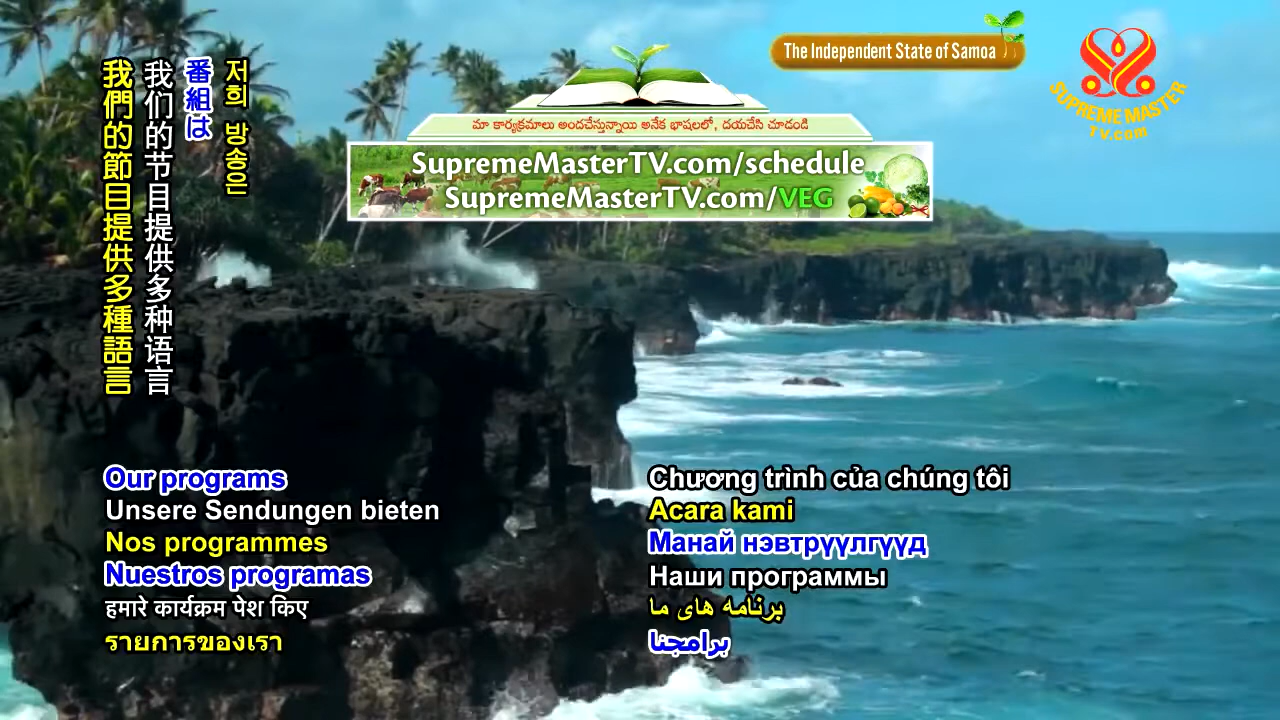 The Independent State of Samoa
SUPREME MASTER
TV.com
మా కార్యక్రమాలు అందచేస్తున్నాయి అనేక భాషలలో, దయచేసి చూడండి
SupremeMasterTV.com/schedule
SupremeMasterTV.com/VEG
我們的節目提供多種語言
我们的节目提供多种语言
番組は
저희 방송은
Our programs
Unsere Sendungen bieten
Nos programmes
Nuestros programas
हमारे कार्यक्रम पेश किए
รายการของเรา
Chương trình của chúng tôi
Acara kami
Манай нэвтрүүлгүүд
Наши программы
برنامه های ما
برامجنا